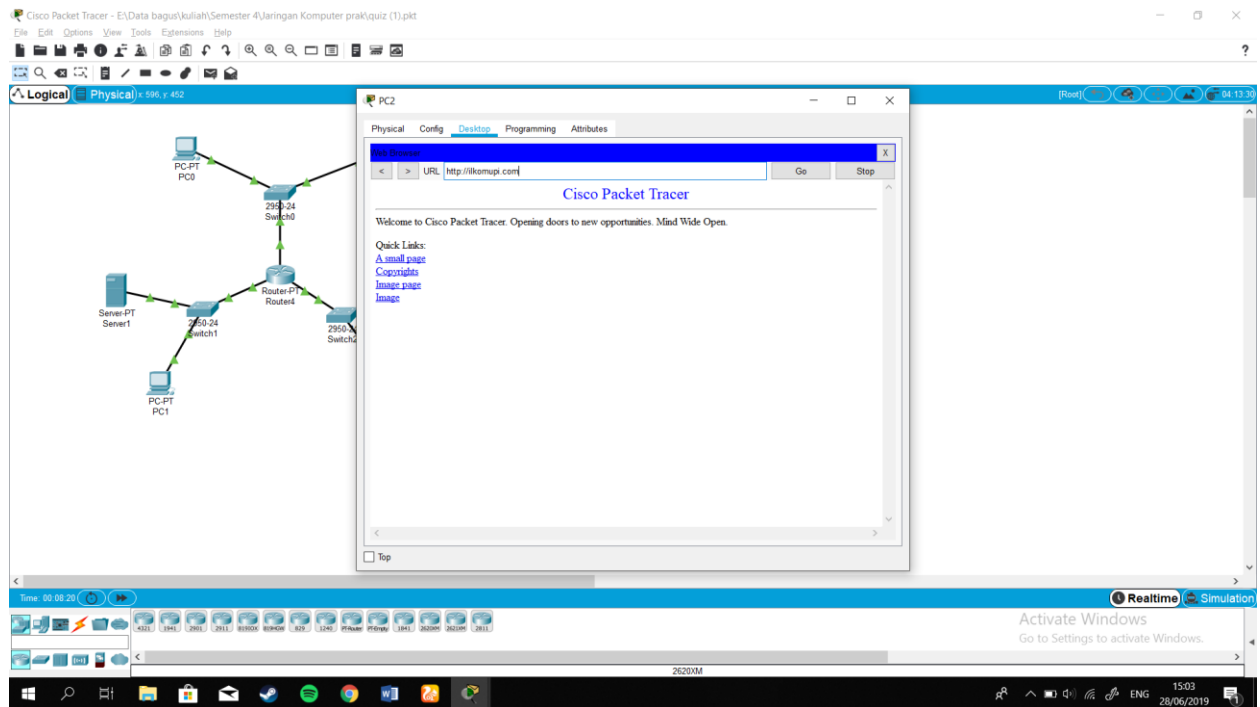 Cisco Packet Tracer - E:\Data bagus\kuliah\Semester 4\Jaringan Komputer prak\quiz (1).pkt
File Edit Options View Tools Extensions Help
?
Logical Physical x: 596, y: 452
[Root] 04:13:30
PC2
Physical Config Desktop Programming Attributes
Web Browser X
< > URL http://ilkomupi.com Go Stop
Cisco Packet Tracer
Welcome to Cisco Packet Tracer. Opening doors to new opportunities. Mind Wide Open.
Quick Links:
A small page
Copyrights
Image page
Image
Top
PC-PT
PC0
2950-24
Switch0
Router-PT
Router4
Server-PT
Server1
2950-24
Switch1
2950-2
Switch2
PC-PT
PC1
Time: 00:08:20
Realtime Simulation
4321 1941 2901 2911 819IOX 819HGW 829 1240 PT-Router PT-Empty 1841 2620XM 2621XM 2811
Activate Windows
Go to Settings to activate Windows.
2620XM
ENG
15:03
28/06/2019